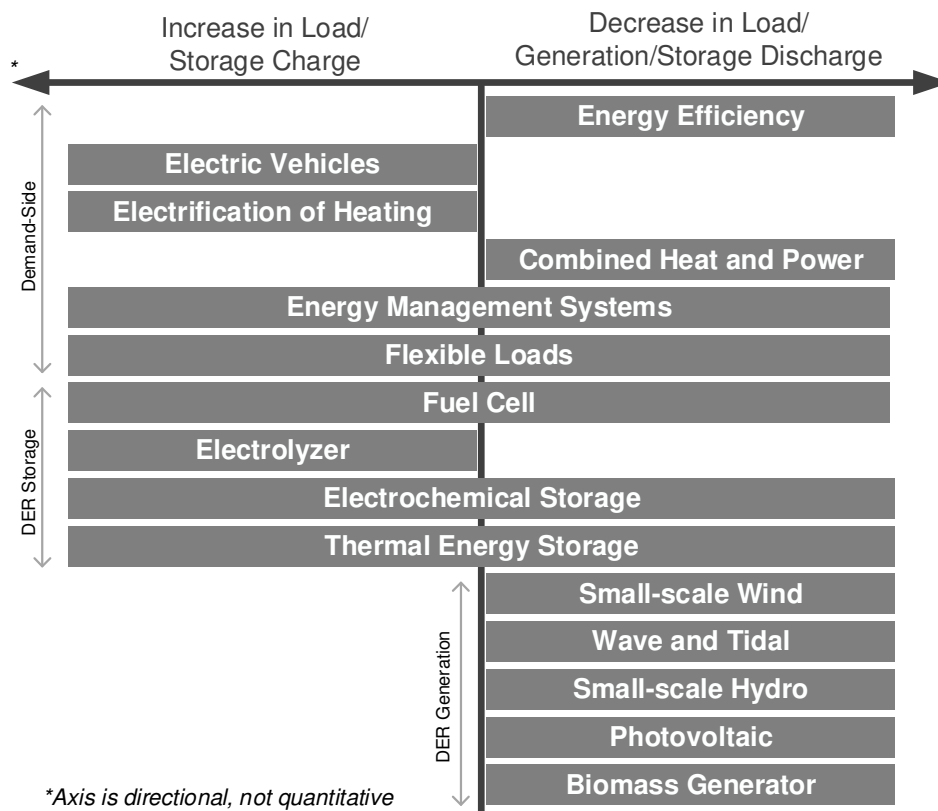 Increase in Load/
Storage Charge
Decrease in Load/
Generation/Storage Discharge
*
Demand-Side
Energy Efficiency
Electric Vehicles
Electrification of Heating
Combined Heat and Power
Energy Management Systems
Flexible Loads
DER Storage
Fuel Cell
Electrolyzer
Electrochemical Storage
Thermal Energy Storage
DER Generation
Small-scale Wind
Wave and Tidal
Small-scale Hydro
Photovoltaic
Biomass Generator
*Axis is directional, not quantitative